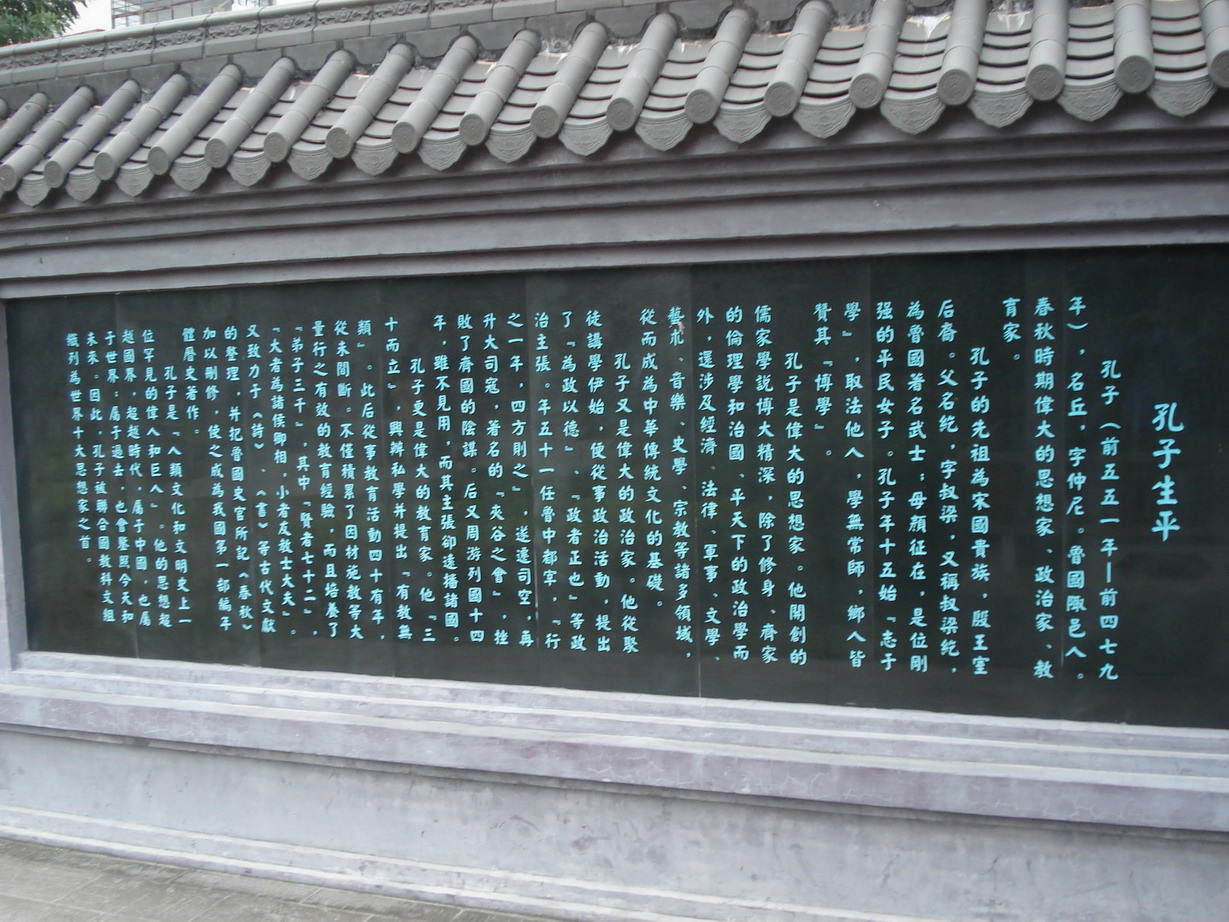 孔子生平
孔子（前五五一年—前四七九
年），名丘，字仲尼。魯國陬邑人。
春秋時期偉大的思想家、政治家、教
育家。
孔子的先祖為宋國貴族，殷王室
后裔。父名紇，字叔梁，又稱叔梁紇，
為魯國著名武士；母顏征在，是位剛
强的平民女子。孔子年十五始『志于
學』，取法他人，學無常師，鄉人皆
贊其『博學』。
孔子是偉大的思想家。他開創的
儒家學説博大精深，除了修身、齊家
的倫理學和治國、平天下的政治學而
外，還涉及經濟、法律、軍事、文學、
藝术、音樂、史學、宗教等諸多領域，
從而成為中華傳統文化的基礎。
孔子又是偉大的政治家。他從聚
徒講學伊始，便從事政治活動，提出
了『為政以德』、『政者正也』等政
治主張。年五十一任魯中都宰，『行
之一年，四方則之』，遂遷司空，再
升大司寇，著名的『夾谷之會』，挫
敗了齊國的陰謀。后又周游列國十四
年，雖不見用，而其主張卻遠播諸國。
孔子更是偉大的教育家。他『三
十而立』，興辦私學并提出『有教無
類』。此后從事教育活動四十有年，
從未間斷。不僅積累了因材施教等大
量行之有效的教育經驗，而且培養了
『弟子三千』，其中『賢者七十二』，
『大者為諸侯卿相，小者友教士大夫』。
又致力于《詩》、《書》等古代文獻
的整理，并把魯國史官所記《春秋》
加以刪修，使之成為我國第一部編年
體曆史著作。
孔子是『人類文化和文明史上一
位罕見的偉人和巨人』。他的思想超
越國界，超越時代，屬于中國，也屬
于世界；屬于過去，也會鑒照今天和
未來。因此，孔子被聯合國教科文組
織列為世界十大思想家之首。